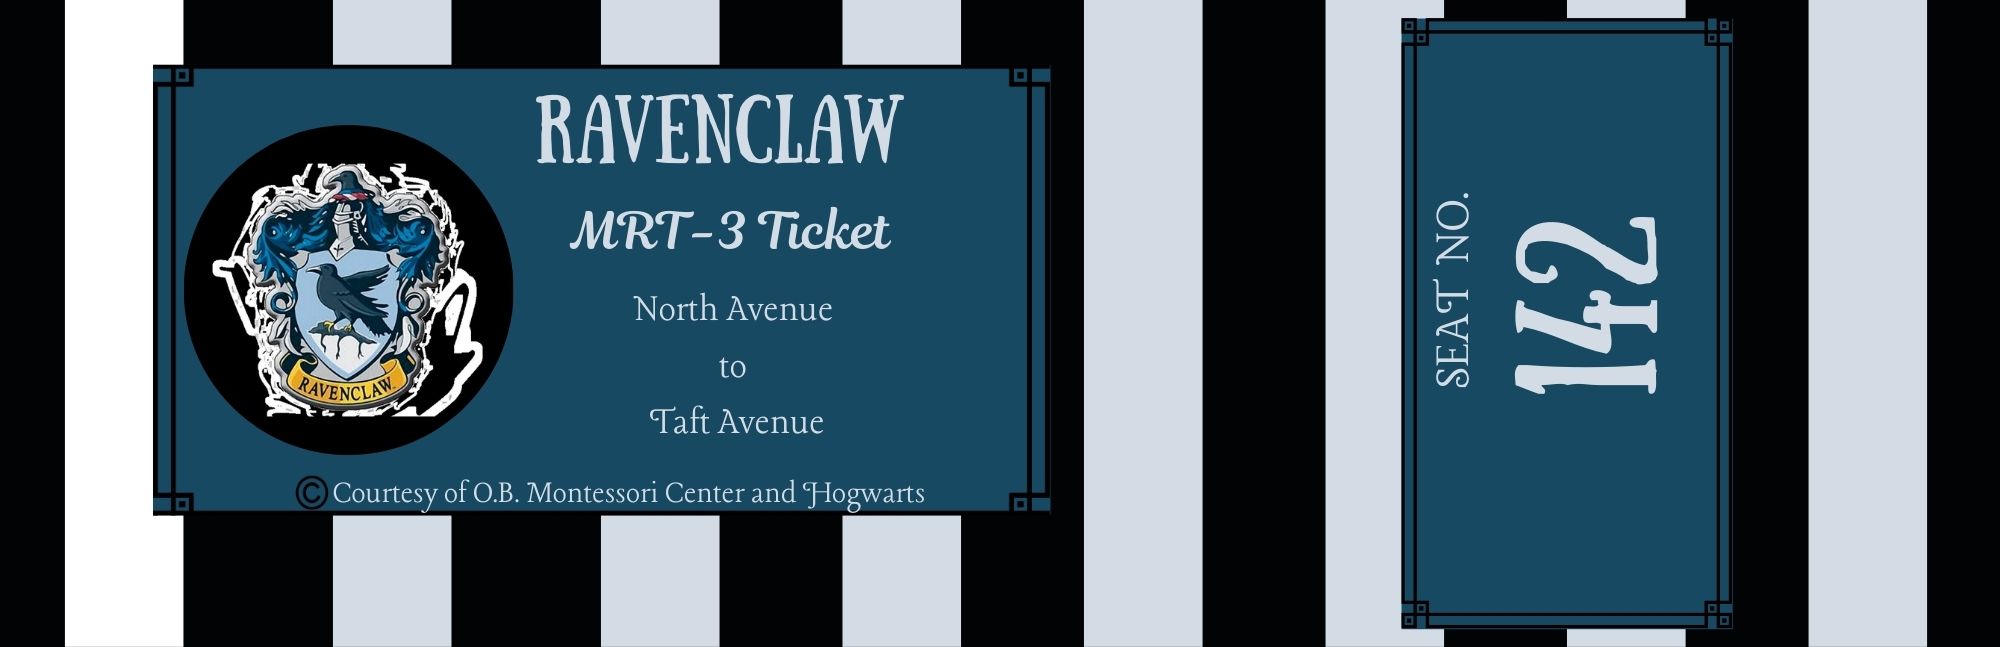 RAVENCLAW
MRT-3 Ticket
North Avenue
to
Taft Avenue
RAVENCLAW
©Courtesy of O.B. Montessori Center and Hogwarts
SEAT NO.
142